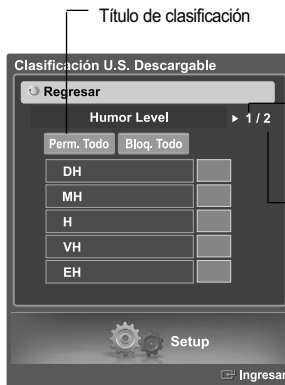 Título de clasificación
Clasificación U.S. Descargable
Regresar
Humor Level ► 1 / 2
Perm. Todo Bloq. Todo
DH
MH
H
VH
EH
Setup
Ingresar